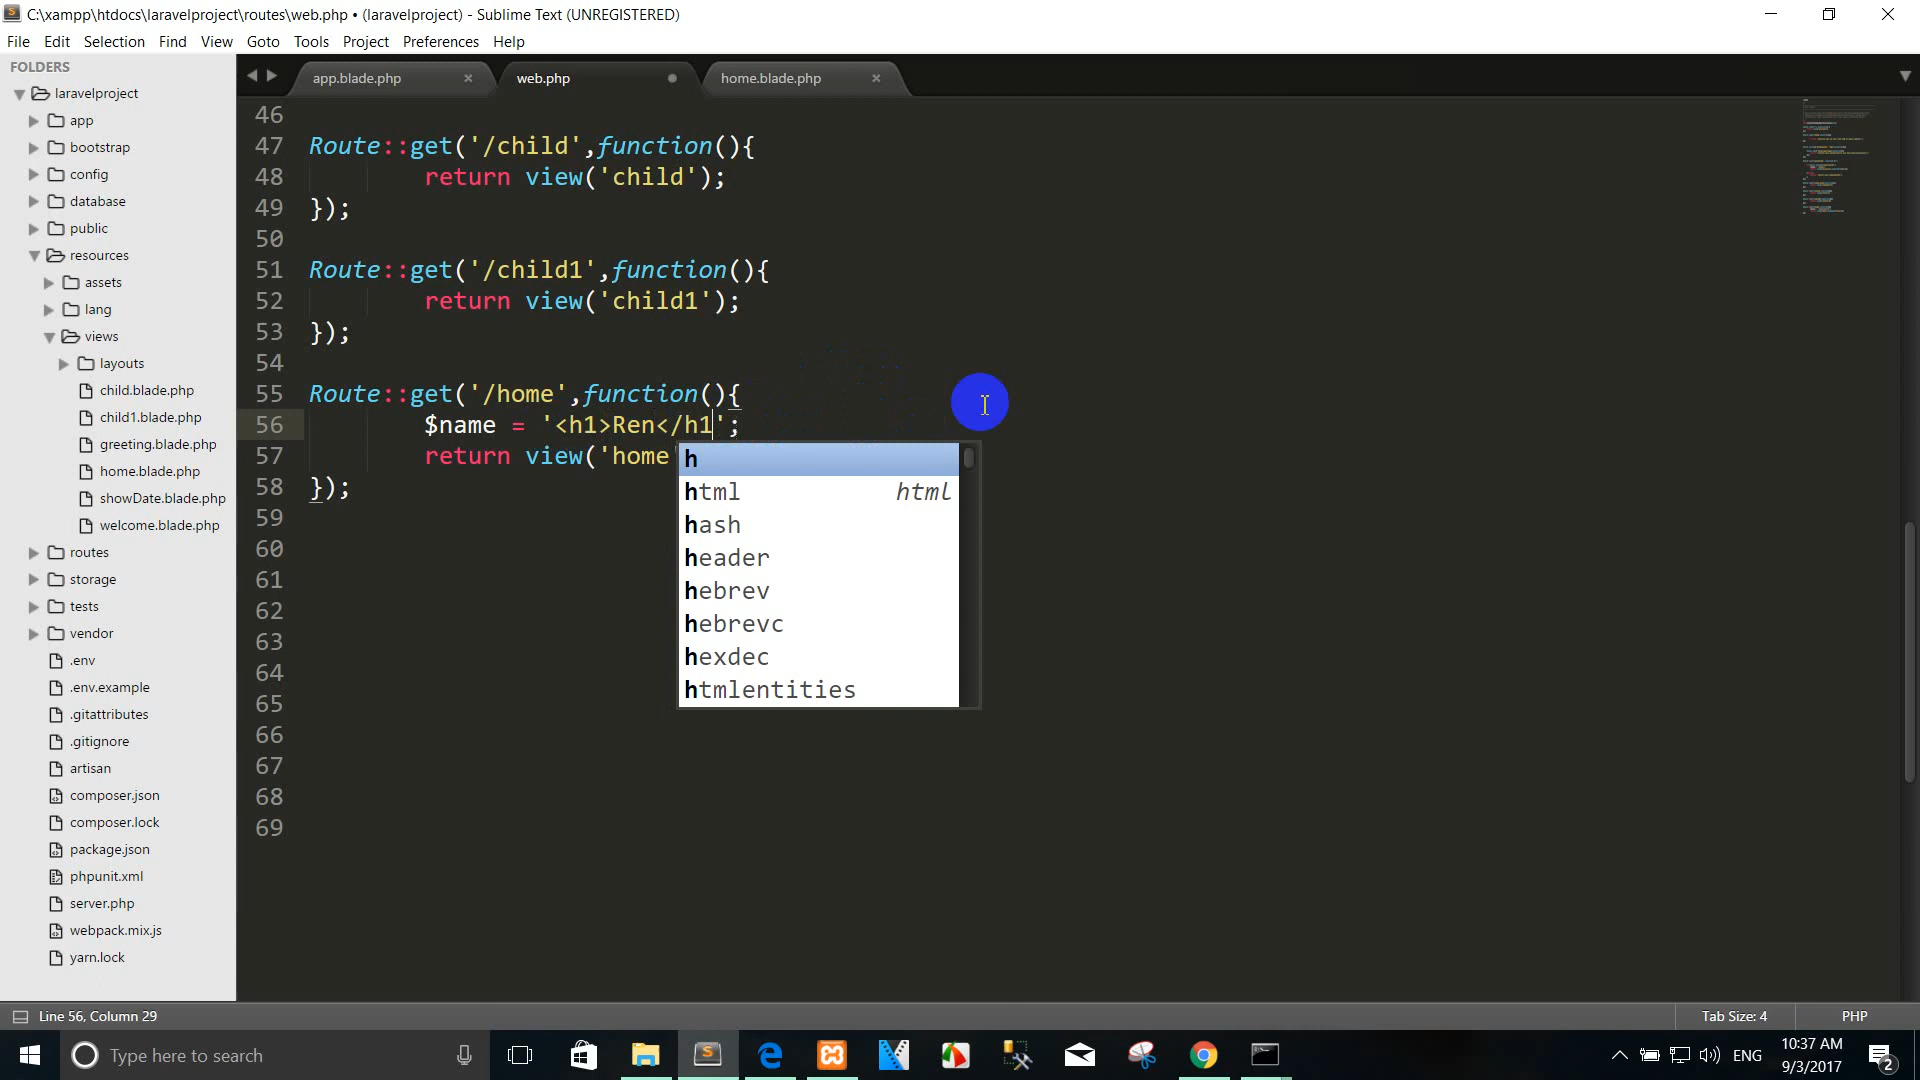 C:\xampp\htdocs\laravelproject\routes\web.php • (laravelproject) - Sublime Text (UNREGISTERED)
File Edit Selection Find View Goto Tools Project Preferences Help
FOLDERS
laravelproject
app
bootstrap
config
database
public
resources
assets
lang
views
layouts
child.blade.php
child1.blade.php
greeting.blade.php
home.blade.php
showDate.blade.php
welcome.blade.php
routes
storage
tests
vendor
.env
.env.example
.gitattributes
.gitignore
artisan
composer.json
composer.lock
package.json
phpunit.xml
server.php
webpack.mix.js
yarn.lock
app.blade.php web.php home.blade.php
46
47 Route::get('/child',function(){
48 return view('child');
49 });
50
51 Route::get('/child1',function(){
52 return view('child1');
53 });
54
55 Route::get('/home',function(){
56 $name = '<h1>Ren</h1';
57 return view('home
58 });
59
60
61
62
63
64
65
66
67
68
69
h
html html
hash
header
hebrev
hebrevc
hexdec
htmlentities
Line 56, Column 29 Tab Size: 4 PHP
Type here to search
ENG
10:37 AM
9/3/2017
2